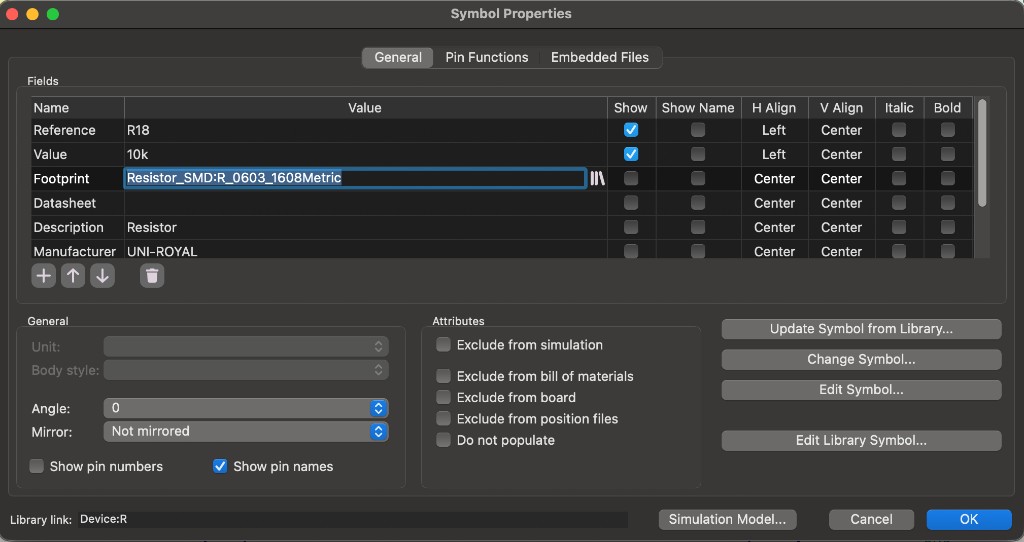 Symbol Properties
General Pin Functions Embedded Files
Fields
Name Value Show Show Name H Align V Align Italic Bold
Reference R18 Left Center
Value 10k Left Center
Footprint Resistor_SMD:R_0603_1608Metric Center Center
Datasheet Center Center
Description Resistor Center Center
Manufacturer UNI-ROYAL Center Center
General
Unit:
Body style:
Angle: 0
Mirror: Not mirrored
Show pin numbers Show pin names
Attributes
Exclude from simulation
Exclude from bill of materials
Exclude from board
Exclude from position files
Do not populate
Update Symbol from Library...
Change Symbol...
Edit Symbol...
Edit Library Symbol...
Library link: Device:R
Simulation Model... Cancel OK